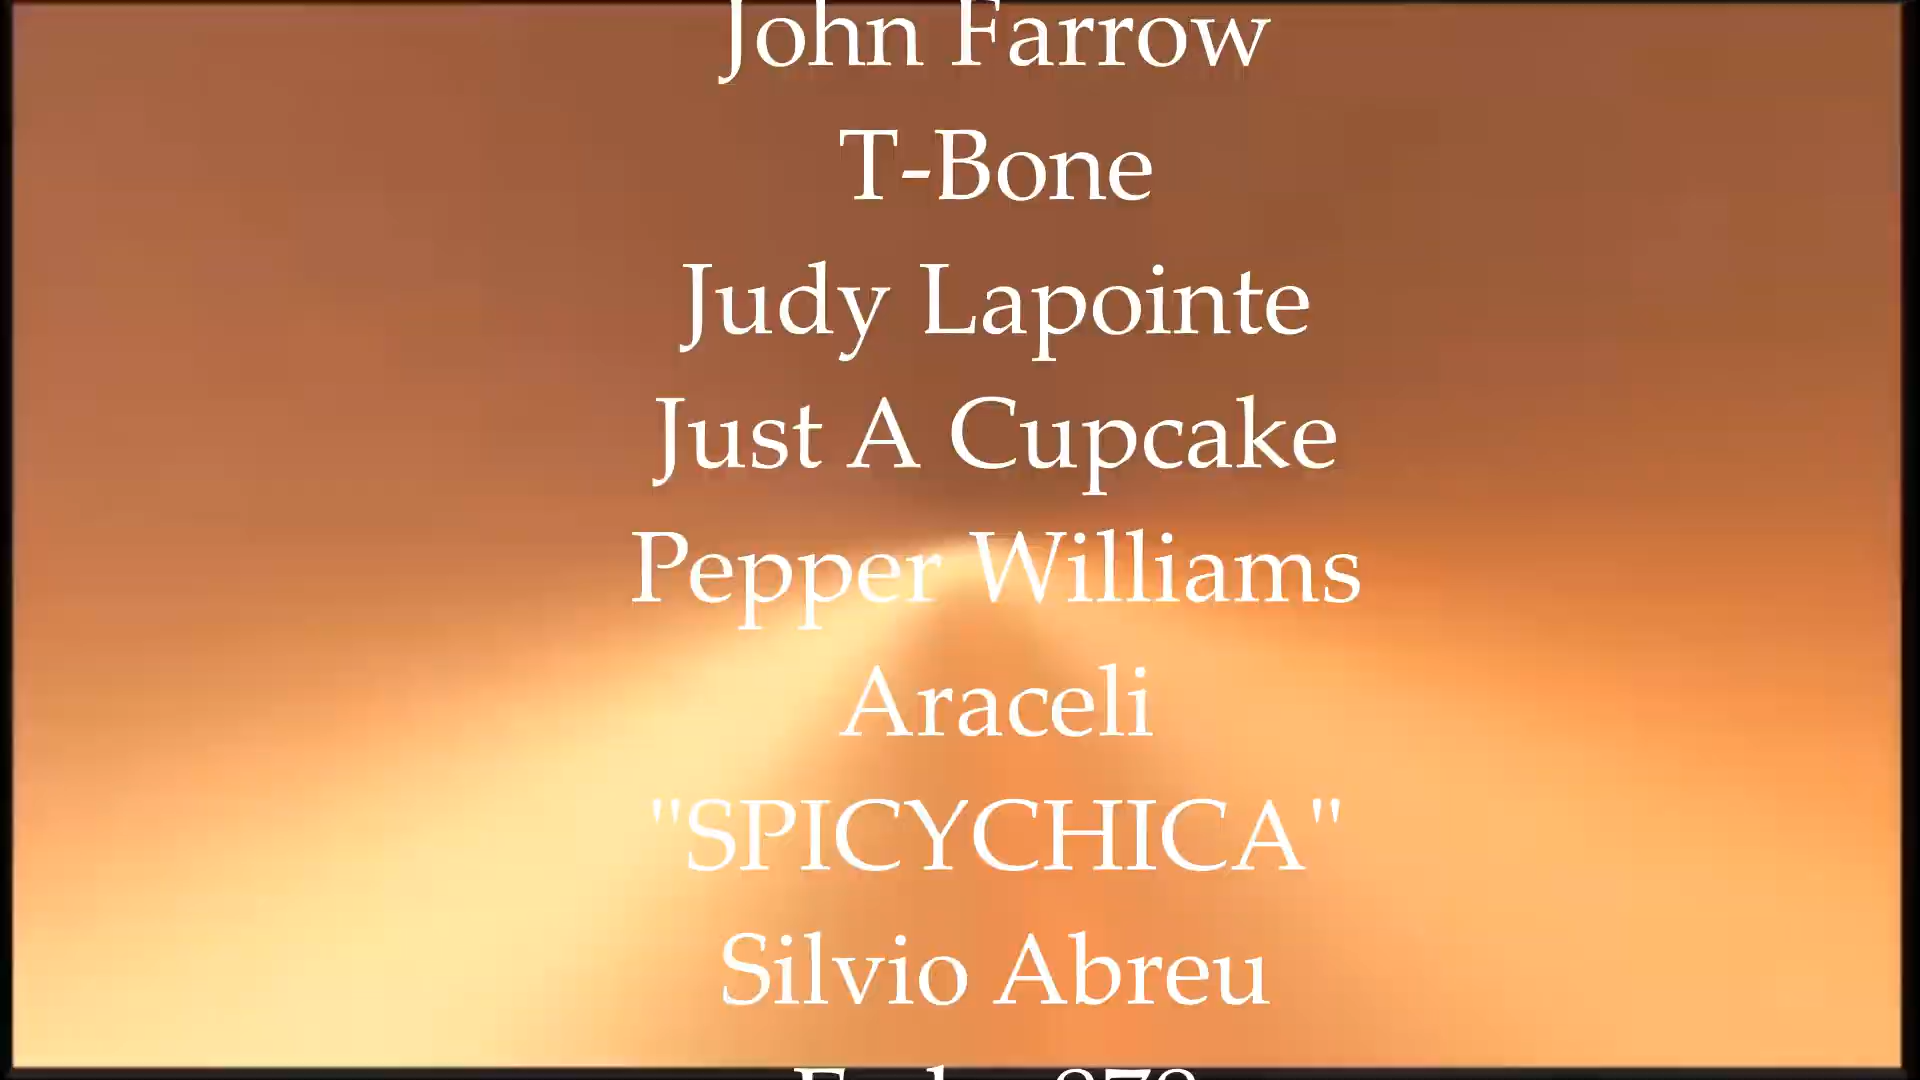 John Farrow
T-Bone
Judy Lapointe
Just A Cupcake
Pepper Williams
Araceli
"SPICYCHICA"
Silvio Abreu